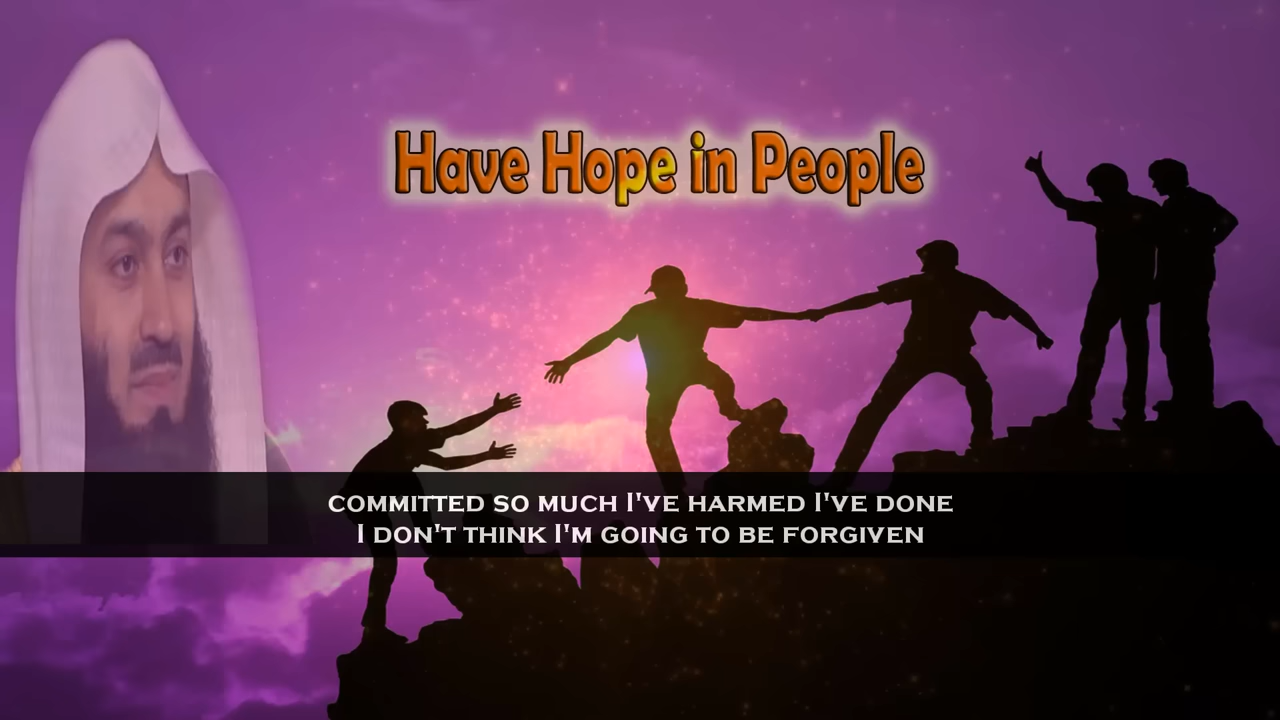 Have Hope in People
COMMITTED SO MUCH I'VE HARMED I'VE DONE
I DON'T THINK I'M GOING TO BE FORGIVEN